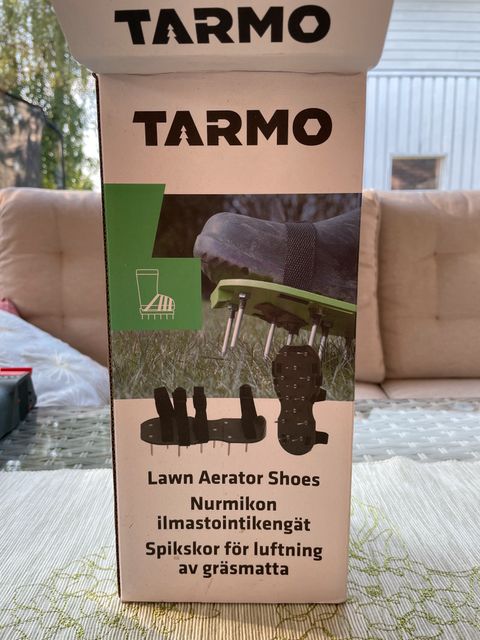 TARMO
TARMO
Lawn Aerator Shoes
Nurmikon
ilmastointikengät
Spikskor för luftning
av gräsmatta